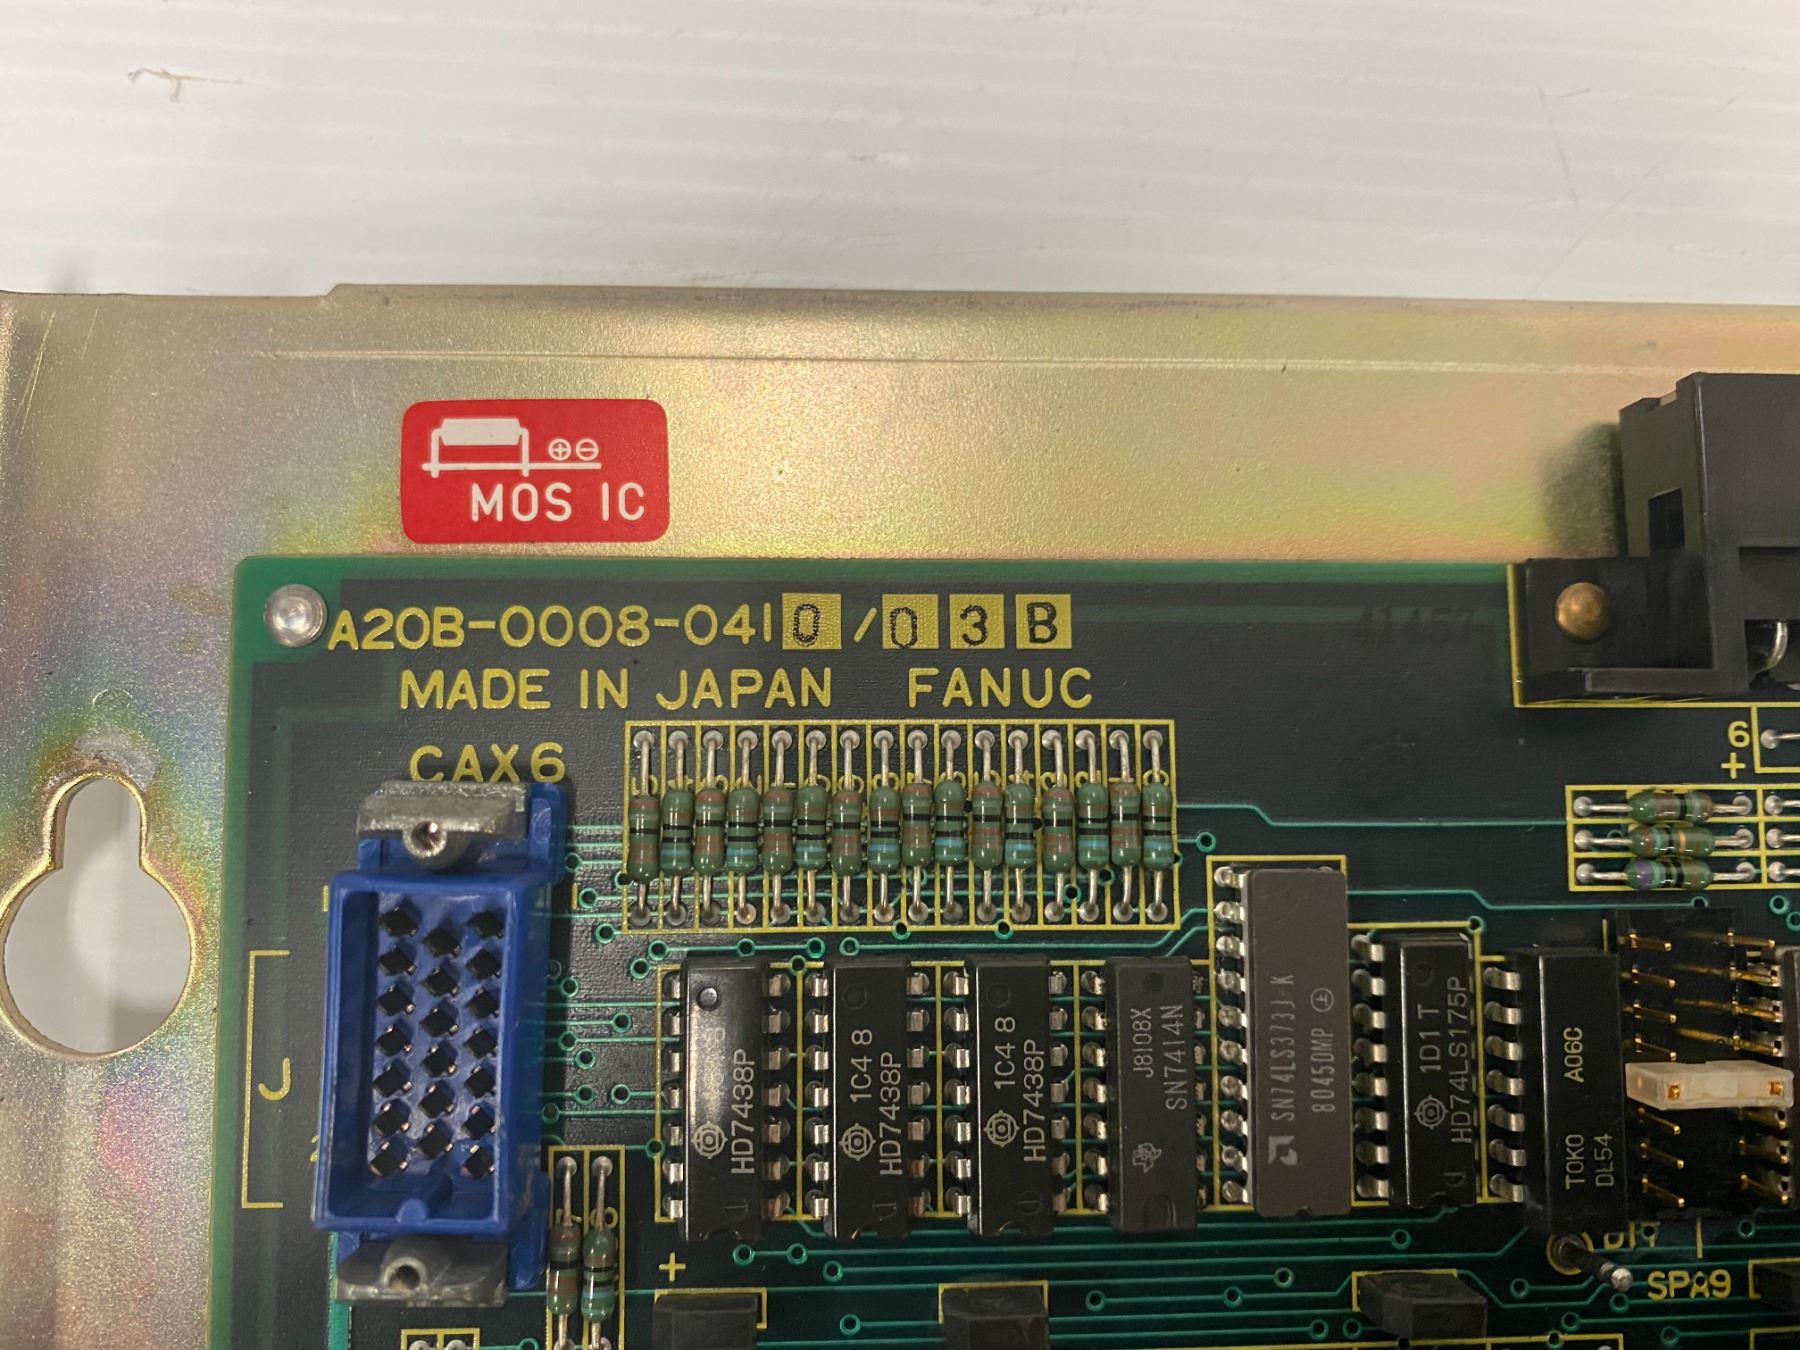 MOS IC
A20B-0008-0410/03B
MADE IN JAPAN FANUC
CAX6
6
+
J
HD7438P
1C4 8
HD7438P
1C4 8
HD7438P
J8108X
SN7414N
SN74LS373J-K
8045DMP
1D1 T
HD74LS175P
A06C
TOKO
DL54
+
SPA9